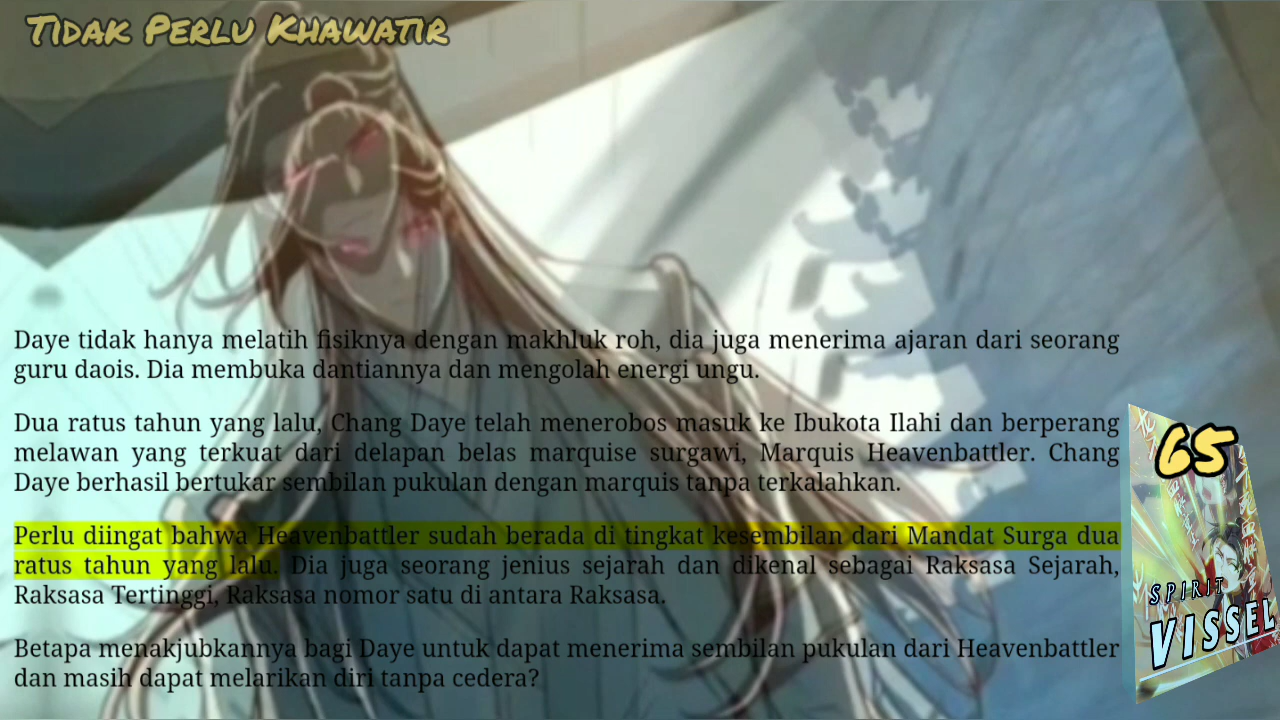 Tidak Perlu Khawatir
Daye tidak hanya melatih fisiknya dengan makhluk roh, dia juga menerima ajaran dari seorang
guru daois. Dia membuka dantiannya dan mengolah energi ungu.
Dua ratus tahun yang lalu, Chang Daye telah menerobos masuk ke Ibukota Ilahi dan berperang
melawan yang terkuat dari delapan belas marquise surgawi, Marquis Heavenbattler. Chang
Daye berhasil bertukar sembilan pukulan dengan marquis tanpa terkalahkan.
Perlu diingat bahwa Heavenbattler sudah berada di tingkat kesembilan dari Mandat Surga dua
ratus tahun yang lalu. Dia juga seorang jenius sejarah dan dikenal sebagai Raksasa Sejarah,
Raksasa Tertinggi, Raksasa nomor satu di antara Raksasa.
Betapa menakjubkannya bagi Daye untuk dapat menerima sembilan pukulan dari Heavenbattler
dan masih dapat melarikan diri tanpa cedera?
65
SPIRIT
VISSEL